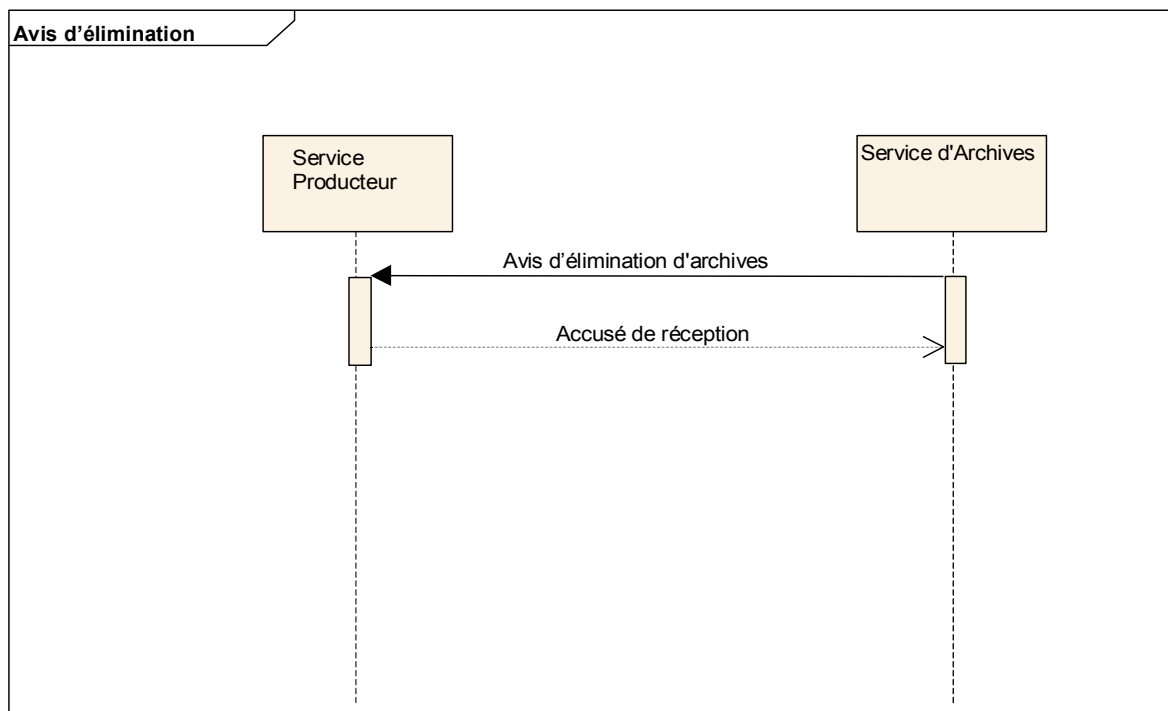 Avis d’élimination
Service
Producteur
Service d'Archives
Avis d’élimination d'archives
Accusé de réception